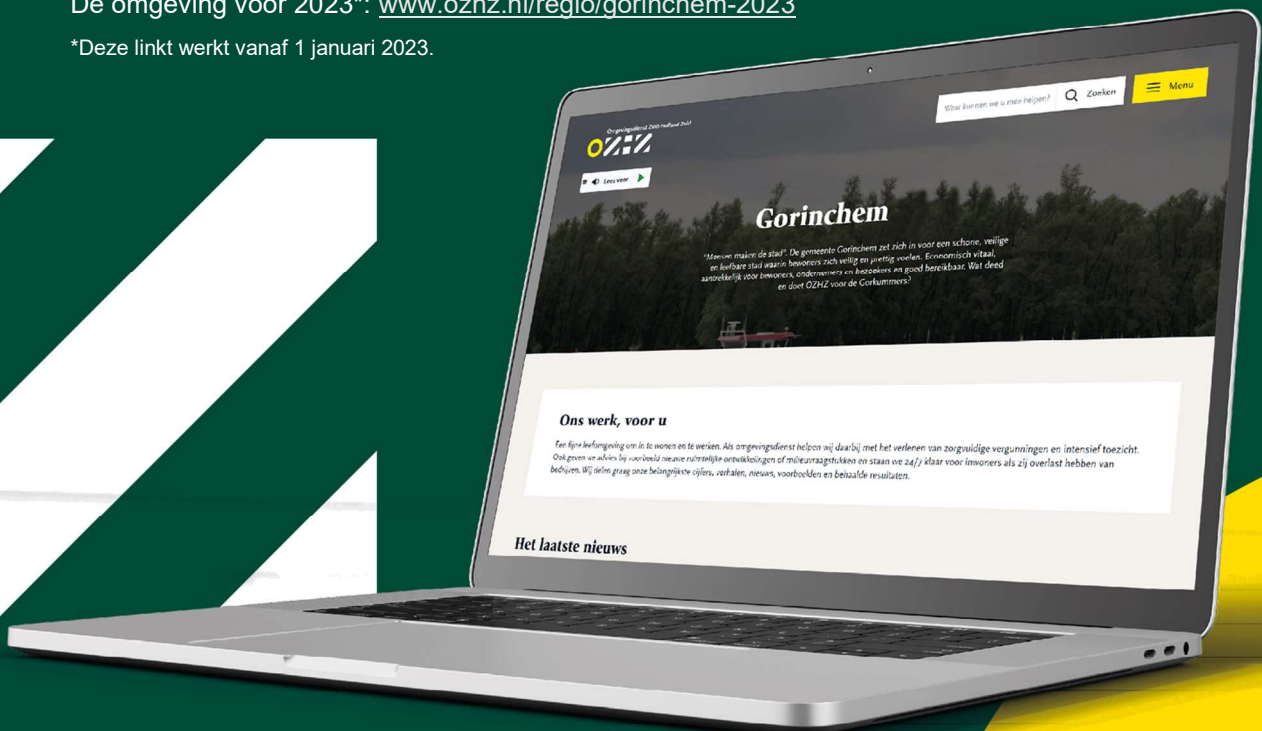 De omgeving voor 2023*: www.ozhz.nl/regio/gorinchem-2023
*Deze linkt werkt vanaf 1 januari 2023.
Waar kunnen we u mee helpen? Zoeken Menu
Omgevingsdienst Zuid-Holland Zuid
OZHZ
Lees voor
Gorinchem
"Mensen maken de stad". De gemeente Gorinchem zet zich in voor een schone, veilige
en leefbare stad waarin bewoners zich veilig en prettig voelen. Economisch vitaal,
aantrekkelijk voor bewoners, ondernemers en bezoekers en goed bereikbaar. Wat deed
en doet OZHZ voor de Gorkummers?
Ons werk, voor u
Een fijne leefomgeving om in te wonen en te werken. Als omgevingsdienst helpen wij daarbij met het verlenen van zorgvuldige vergunningen en intensief toezicht.
Ook geven we advies bij voorbeeld nieuwe ruimtelijke ontwikkelingen of milieuvraagstukken en staan we 24/7 klaar voor inwoners als zij overlast hebben van
bedrijven. Wij delen graag onze belangrijkste cijfers, verhalen, nieuws, voorbeelden en behaalde resultaten.
Het laatste nieuws